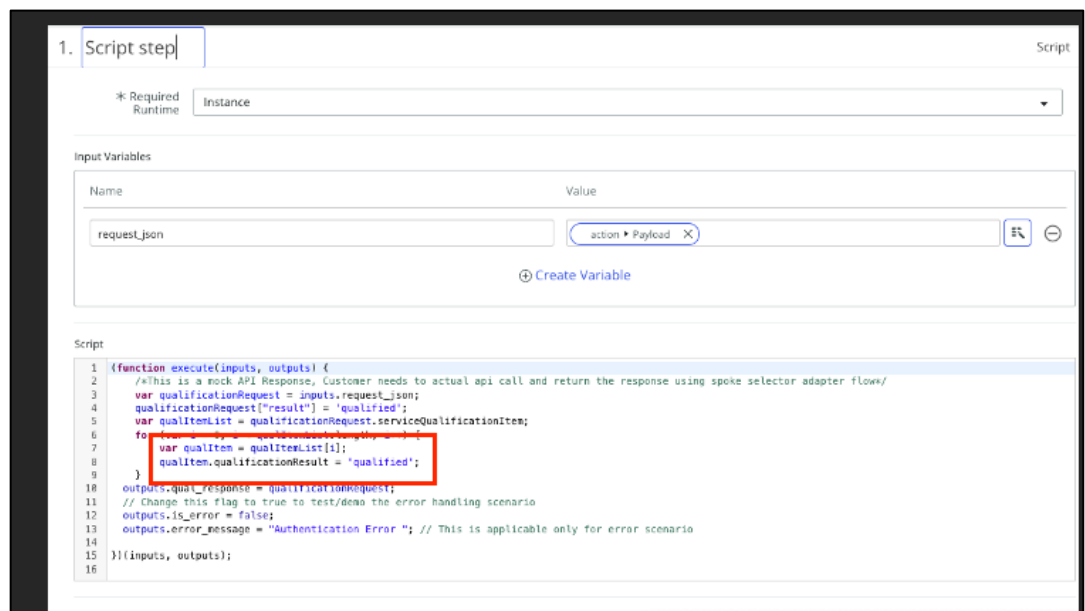 1. Script step
Script
* Required Runtime
Instance
Input Variables
Name Value
request_json action ▸ Payload
Create Variable
Script
1 (function execute(inputs, outputs) {
2 /*This is a mock API Response, Customer needs to actual api call and return the response using spoke selector adapter flow*/
3 var qualificationRequest = inputs.request_json;
4 qualificationRequest["result"] = 'qualified';
5 var qualItemList = qualificationRequest.serviceQualificationItem;
6 for
7 var qualItem = qualItemList[i];
8 qualItem.qualificationResult = 'qualified';
9 }
10 outputs.qual_response = qualificationRequest;
11 // Change this flag to true to test/demo the error handling scenario
12 outputs.is_error = false;
13 outputs.error_message = "Authentication Error "; // This is applicable only for error scenario
14
15 })(inputs, outputs);
16